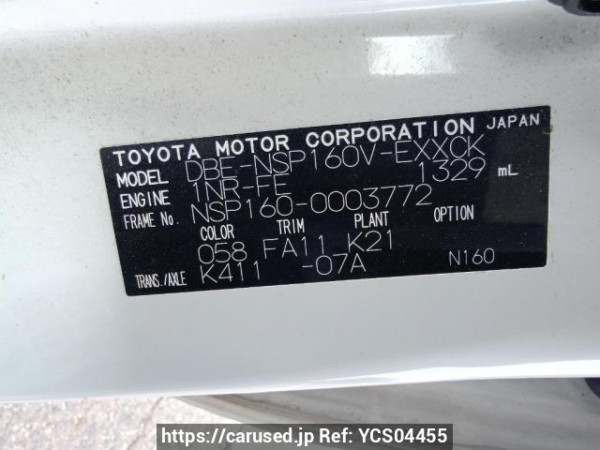 TOYOTA MOTOR CORPORATION JAPAN
MODEL DBE-NSP160V-EXXCK
ENGINE 1NR-FE 1329 mL
FRAME No. NSP160-0003772
COLOR TRIM PLANT OPTION
058 FA11 K21
TRANS./AXLE K411 -07A N160
https://carused.jp Ref: YCS04455